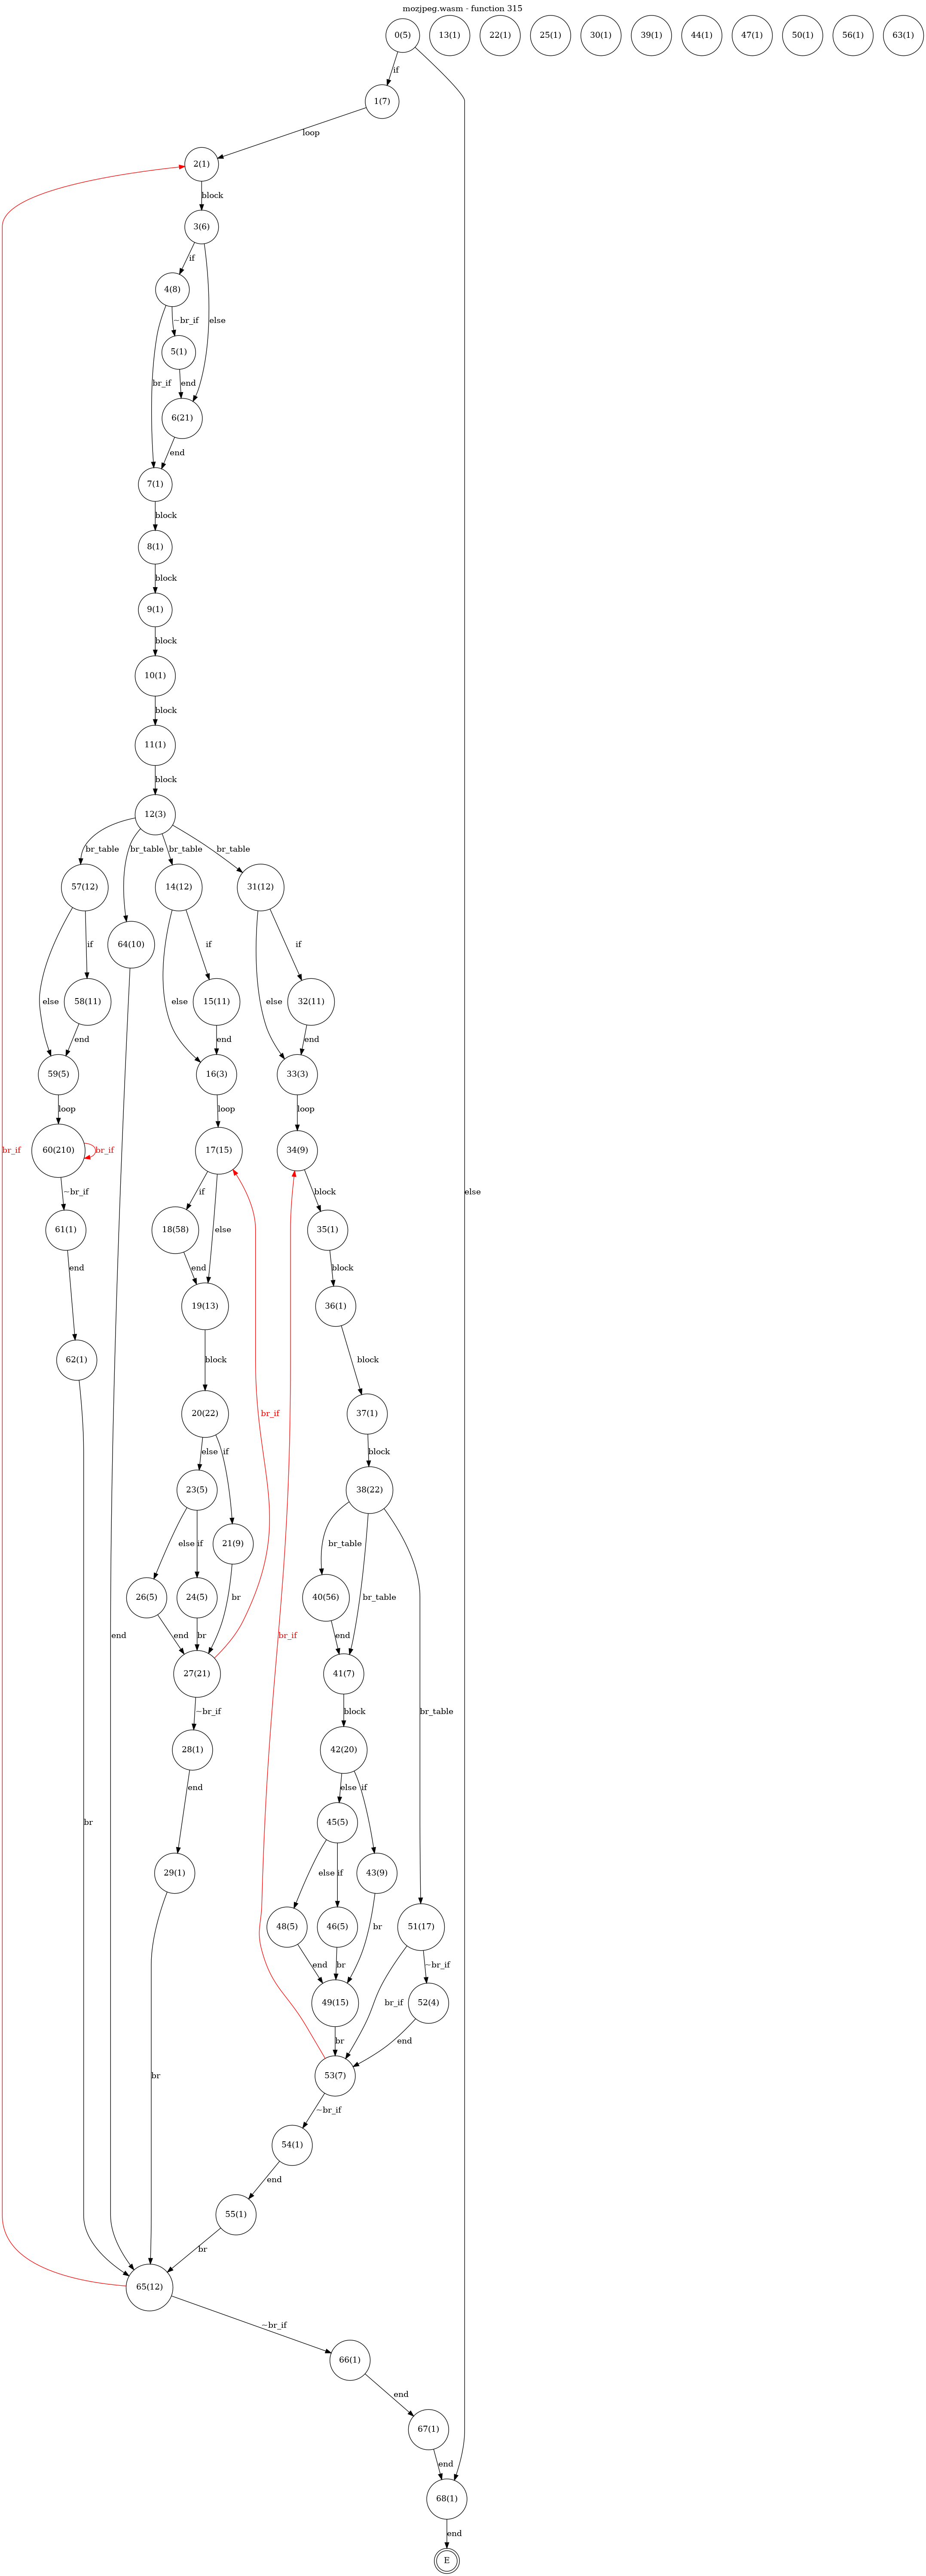 mozjpeg.wasm - function 315
0(5) 13(1) 22(1) 25(1) 30(1) 39(1) 44(1) 47(1) 50(1) 56(1) 63(1)
if
1(7)
loop
2(1)
block
3(6)
if
4(8)
~br_if else
5(1)
br_if end
6(21)
end
7(1)
block
8(1)
block
9(1)
block
10(1)
block
11(1)
block
12(3)
br_table br_table br_table br_table
57(12) 14(12) 31(12)
if 64(10) if if
else 58(11) else 15(11) else 32(11)
end end end
59(5) 16(3) 33(3)
loop loop loop
br_if 60(210) br_if 17(15) 34(9)
~br_if if block else
61(1) 18(58) else 35(1)
end end block
19(13) 36(1)
62(1) block block
20(22) br_if 37(1)
else if block
23(5) 38(22)
else if 21(9) br_table
26(5) 24(5) br 40(56) br_table
end end br br_if end
27(21) 41(7)
~br_if block br_table
28(1) 42(20)
end else if
br 45(5)
29(1) else if 43(9)
48(5) 46(5) br 51(17)
end br ~br_if
49(15) br_if 52(4)
br br end
53(7)
~br_if
54(1)
end
55(1)
br
65(12)
~br_if
66(1)
end
67(1)
end
68(1)
end
E